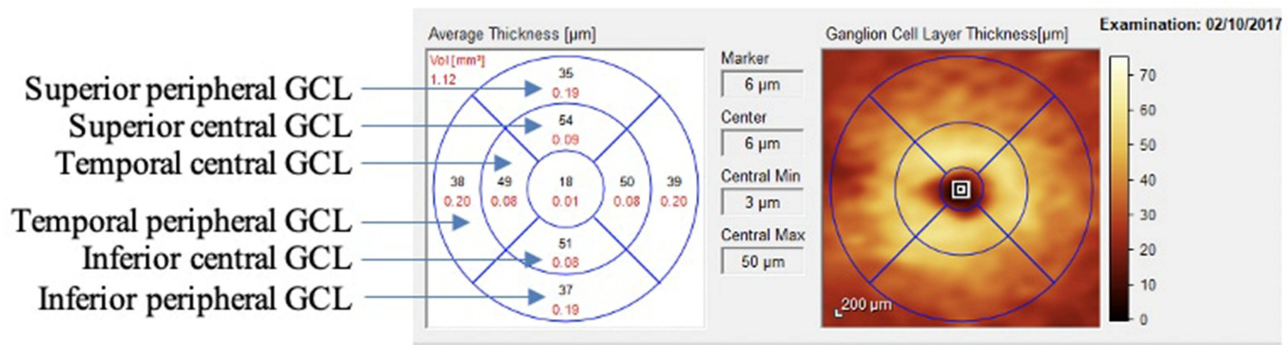 Superior peripheral GCL
Superior central GCL
Temporal central GCL
Temporal peripheral GCL
Inferior central GCL
Inferior peripheral GCL
Average Thickness [µm]
Vol [mm³]
1.12
35
0.19
54
0.09
38 49 18 50 39
0.20 0.08 0.01 0.08 0.20
51
0.08
37
0.19
Marker
6 µm
Center
6 µm
Central Min
3 µm
Central Max
50 µm
Ganglion Cell Layer Thickness[µm]
200 µm
Examination: 02/10/2017
70
60
50
40
30
20
10
0